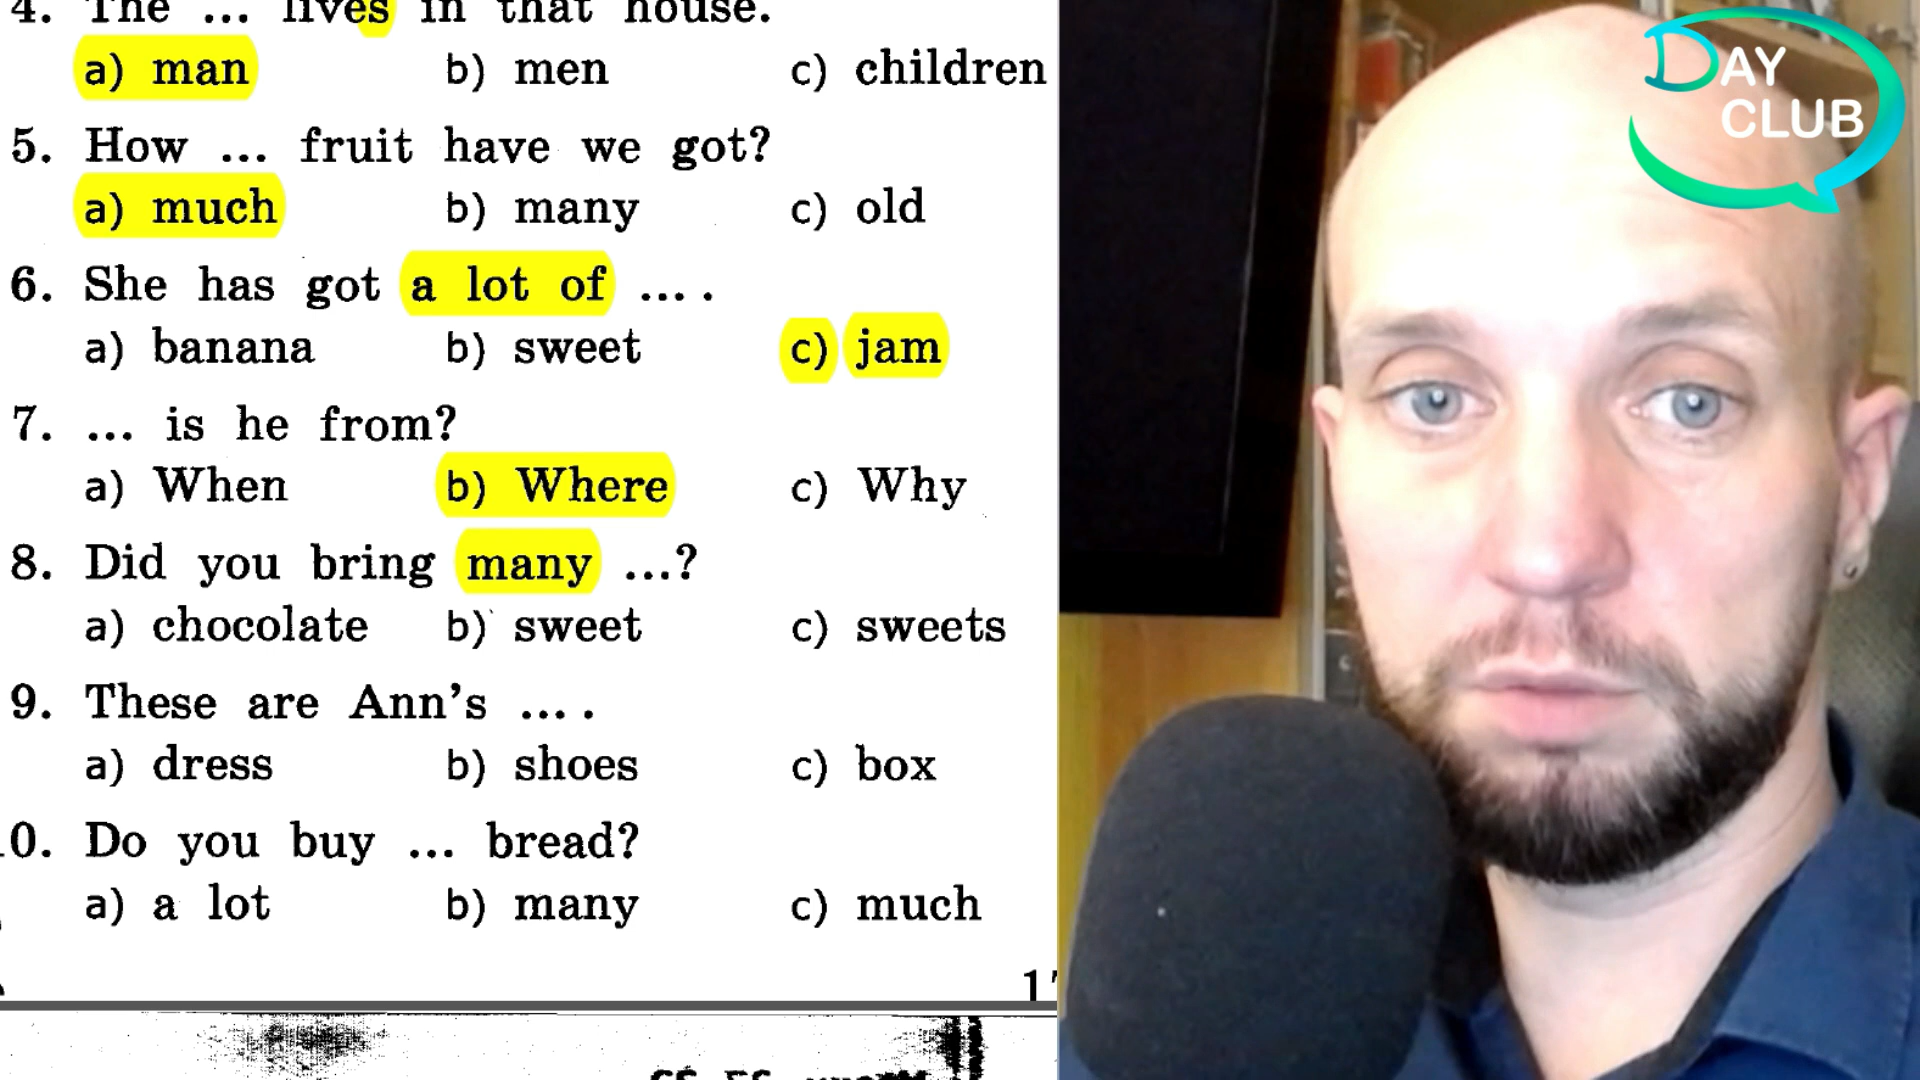 4. The ... lives in that house.
a) man b) men c) children
5. How ... fruit have we got?
a) much b) many c) old
6. She has got a lot of ... .
a) banana b) sweet c) jam
7. ... is he from?
a) When b) Where c) Why
8. Did you bring many ...?
a) chocolate b) sweet c) sweets
9. These are Ann's ... .
a) dress b) shoes c) box
10. Do you buy ... bread?
a) a lot b) many c) much
DAY
CLUB